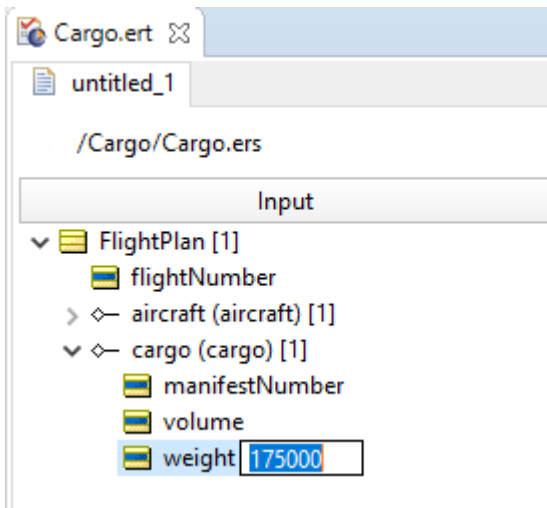 Cargo.ert
untitled_1
/Cargo/Cargo.ers
Input
FlightPlan [1]
flightNumber
aircraft (aircraft) [1]
cargo (cargo) [1]
manifestNumber
volume
weight 175000